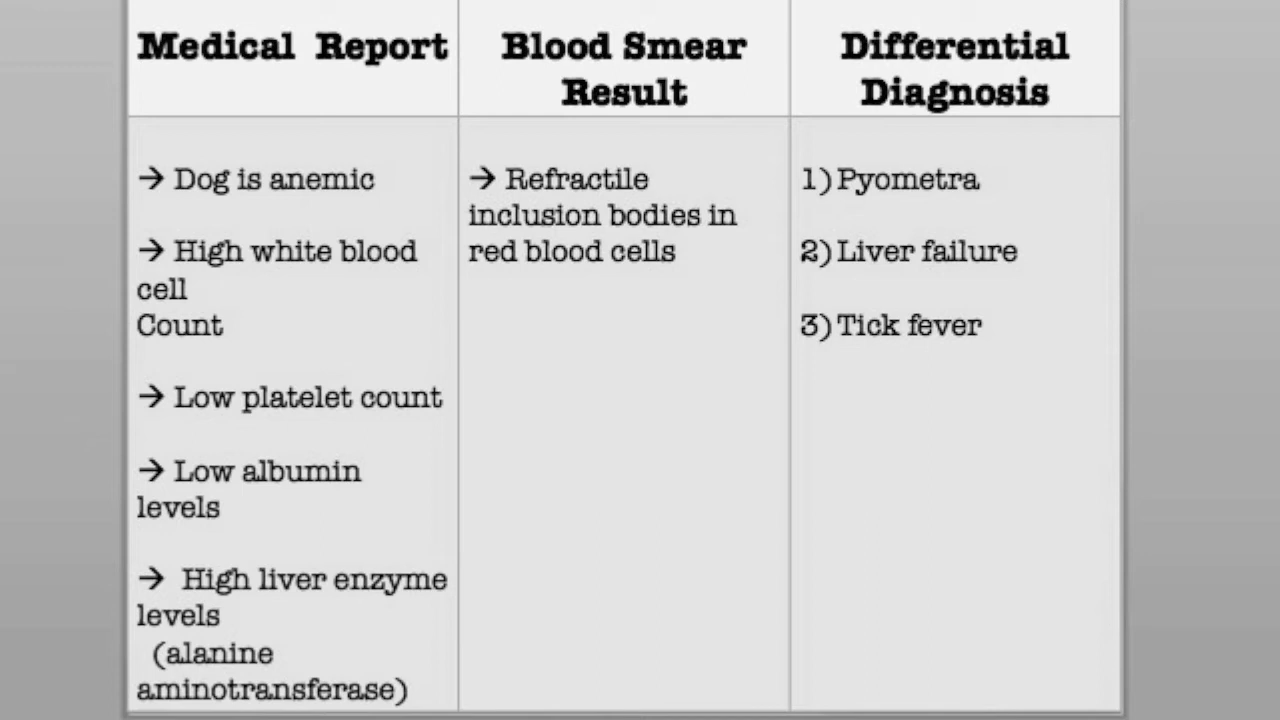 Medical Report
Blood Smear
Result
Differential
Diagnosis
→ Dog is anemic
→ High white blood
cell
Count
→ Low platelet count
→ Low albumin
levels
→ High liver enzyme
levels
(alanine
aminotransferase)
→ Refractile
inclusion bodies in
red blood cells
1) Pyometra
2) Liver failure
3) Tick fever